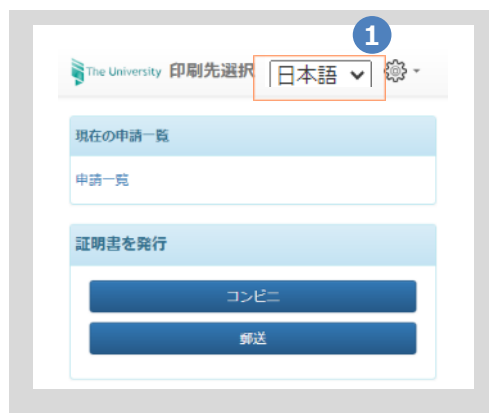 1
The University 印刷先選択 日本語
現在の申請一覧
申請一覧
証明書を発行
コンビニ
郵送